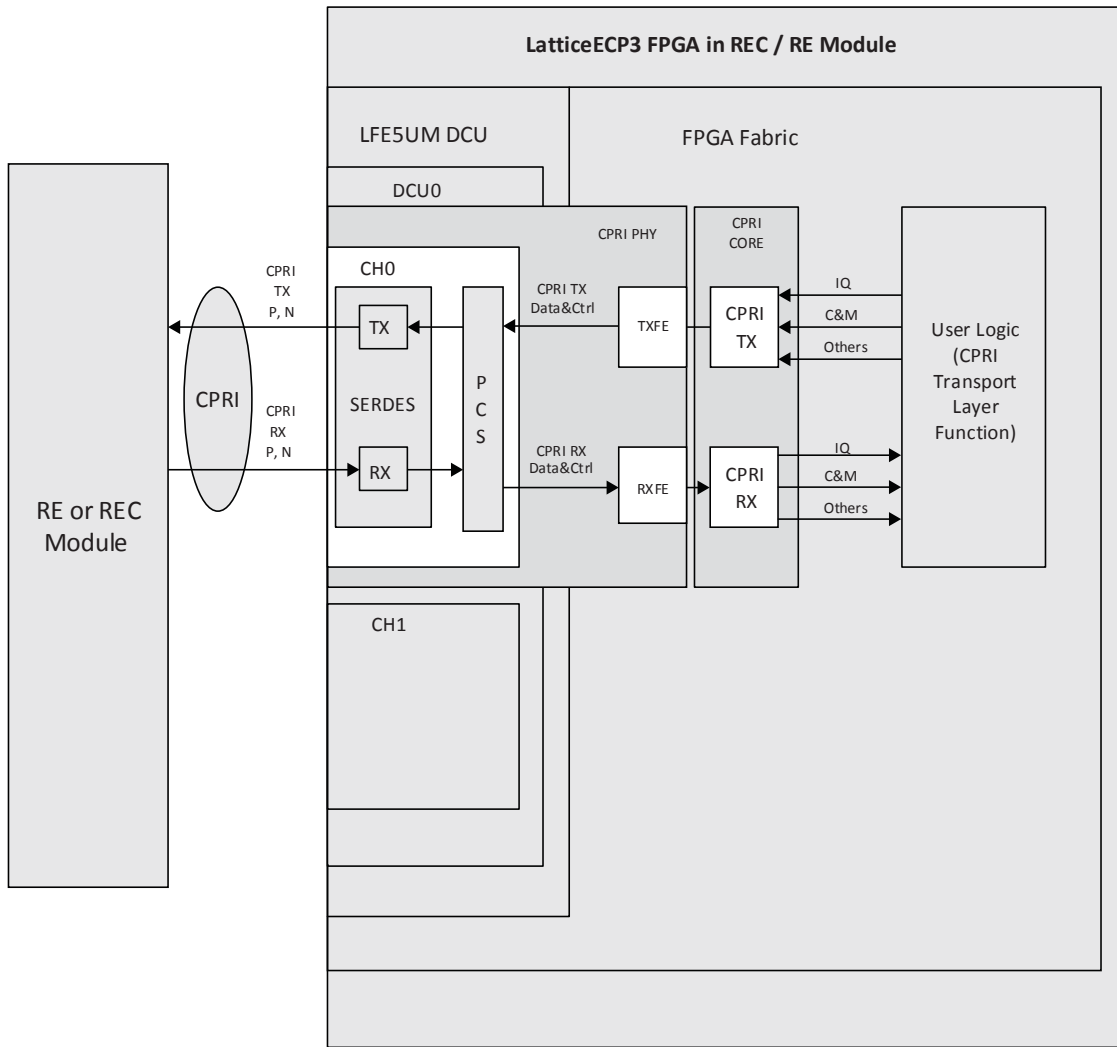 LatticeECP3 FPGA in REC / RE Module
LFE5UM DCU
FPGA Fabric
DCU0
CPRI PHY
CPRI
CORE
CH0
CPRI
TX
P, N
CPRI TX
Data&Ctrl
IQ
TX
TXFE
CPRI
TX
C&M
Others
User Logic
(CPRI
Transport
Layer
Function)
CPRI
SERDES
P
C
S
CPRI
RX
P, N
CPRI RX
Data&Ctrl
IQ
RX
RXFE
CPRI
RX
C&M
Others
RE or REC
Module
CH1